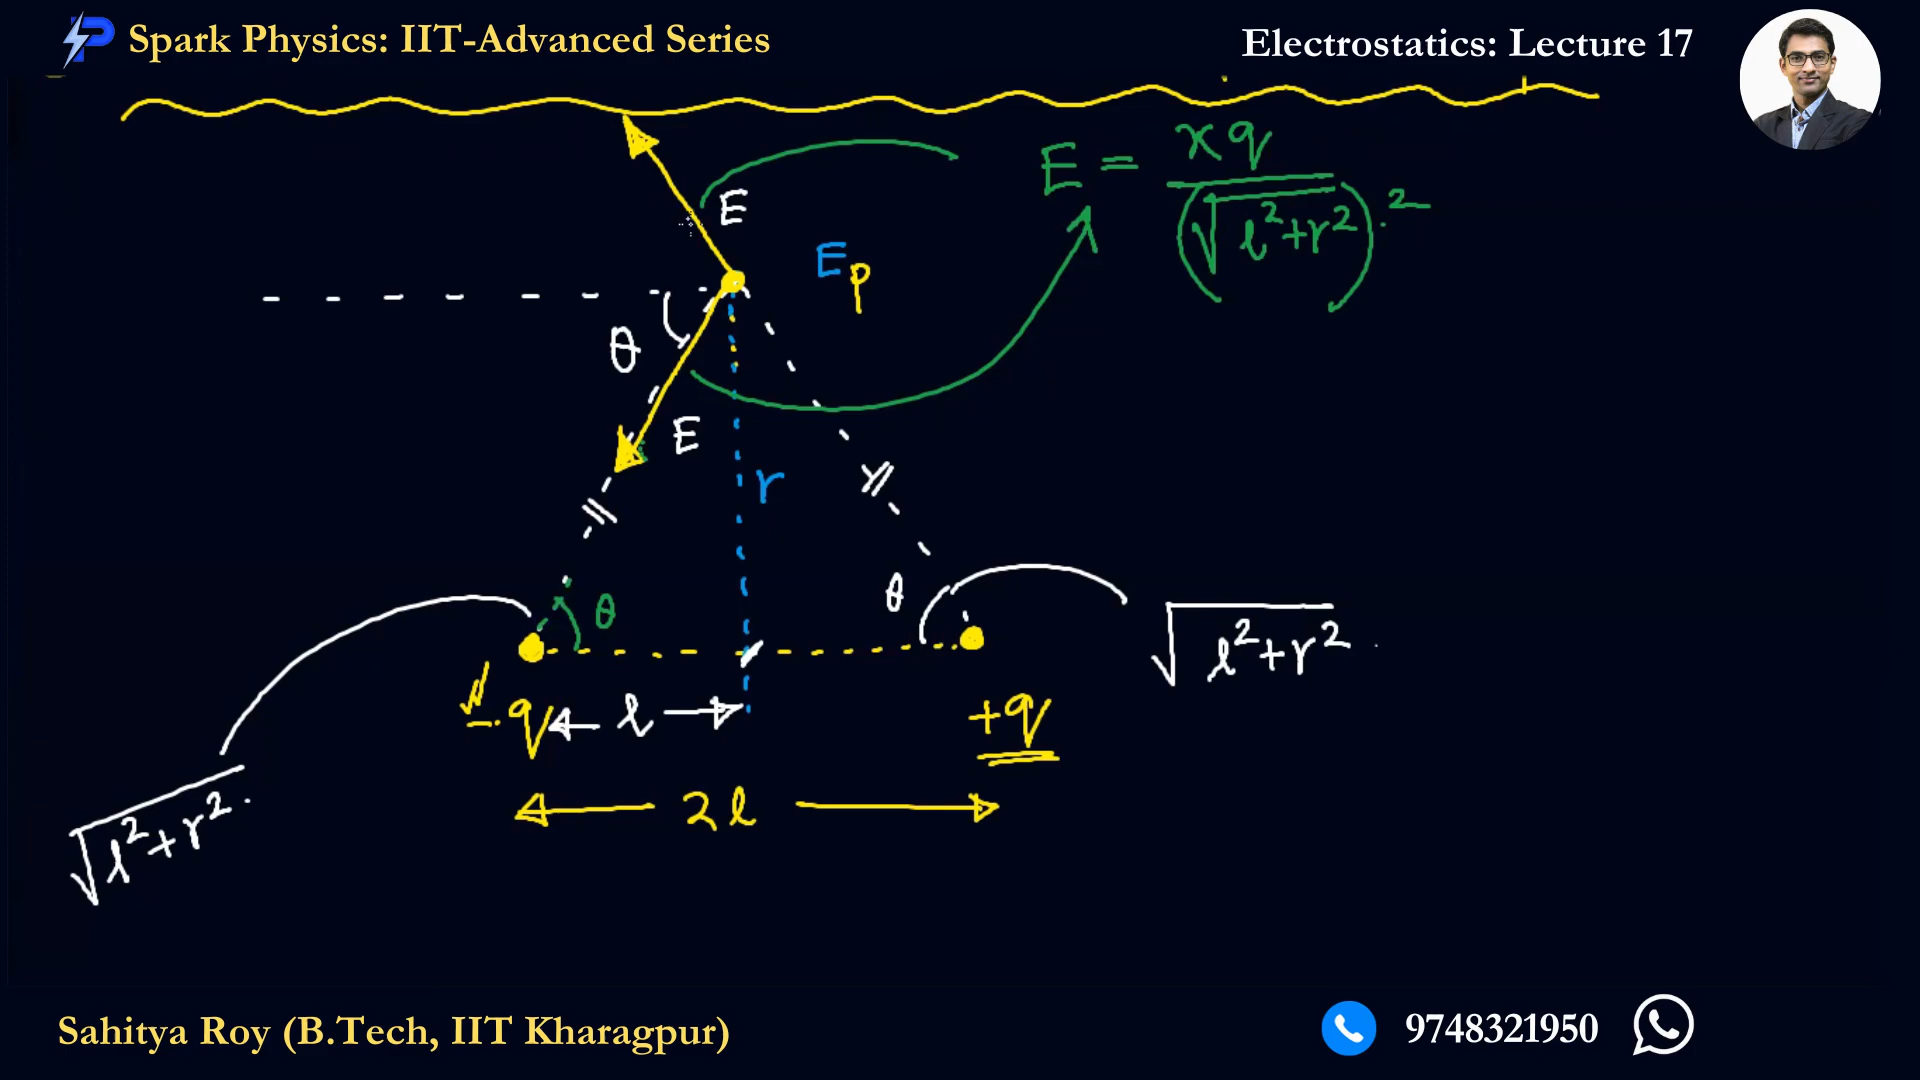 Spark Physics: IIT-Advanced Series
Electrostatics: Lecture 17
E = xq / (√l²+r²)²
E
Ep
θ
E
r
θ
θ
√l²+r²
-q
l
+q
2l
√l²+r²
Sahitya Roy (B.Tech, IIT Kharagpur)
9748321950